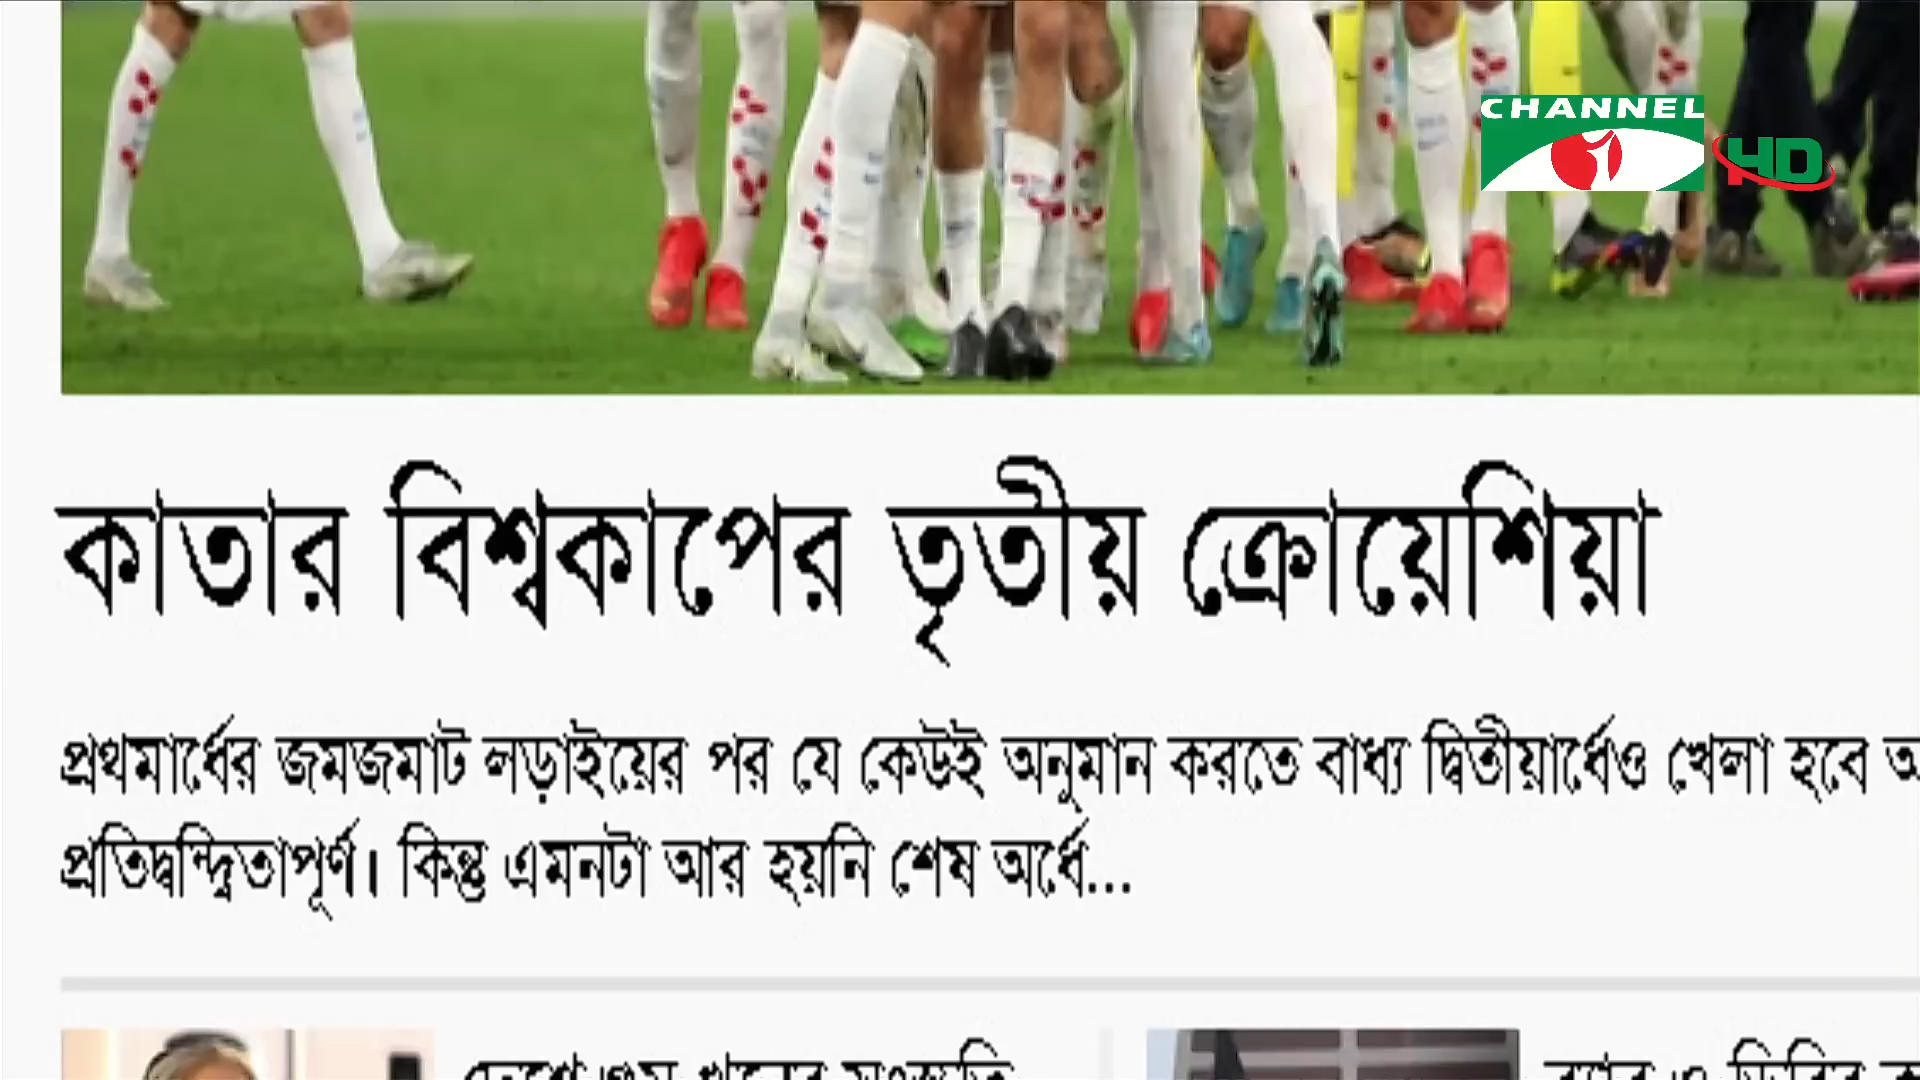 CHANNEL
i HD
কাতার বিশ্বকাপের তৃতীয় ক্রোয়েশিয়া
প্রথমার্ধের জমজমাট লড়াইয়ের পর যে কেউই অনুমান করতে বাধ্য দ্বিতীয়ার্ধেও খেলা হবে
প্রতিদ্বন্দ্বিতাপূর্ণ। কিন্তু এমনটা আর হয়নি শেষ অর্ধে...